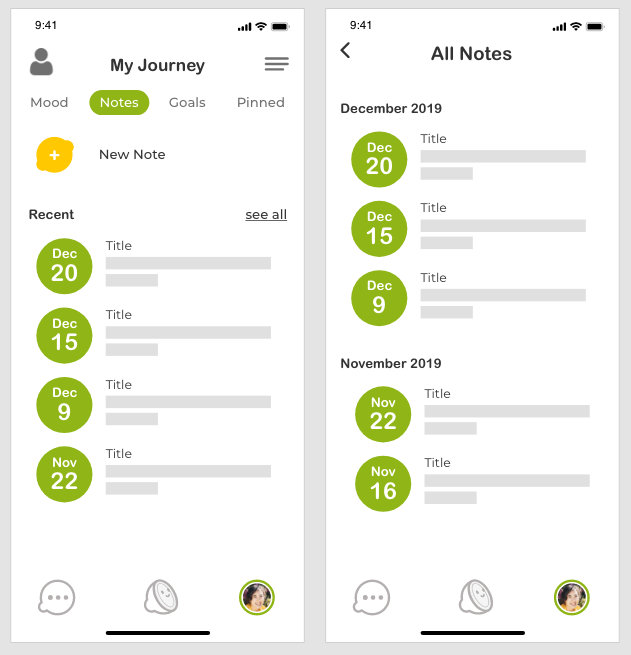 9:41
My Journey
Mood Notes Goals Pinned
+ New Note
Recent see all
Dec
20
Title
Dec
15
Title
Dec
9
Title
Nov
22
Title
9:41
All Notes
December 2019
Dec
20
Title
Dec
15
Title
Dec
9
Title
November 2019
Nov
22
Title
Nov
16
Title